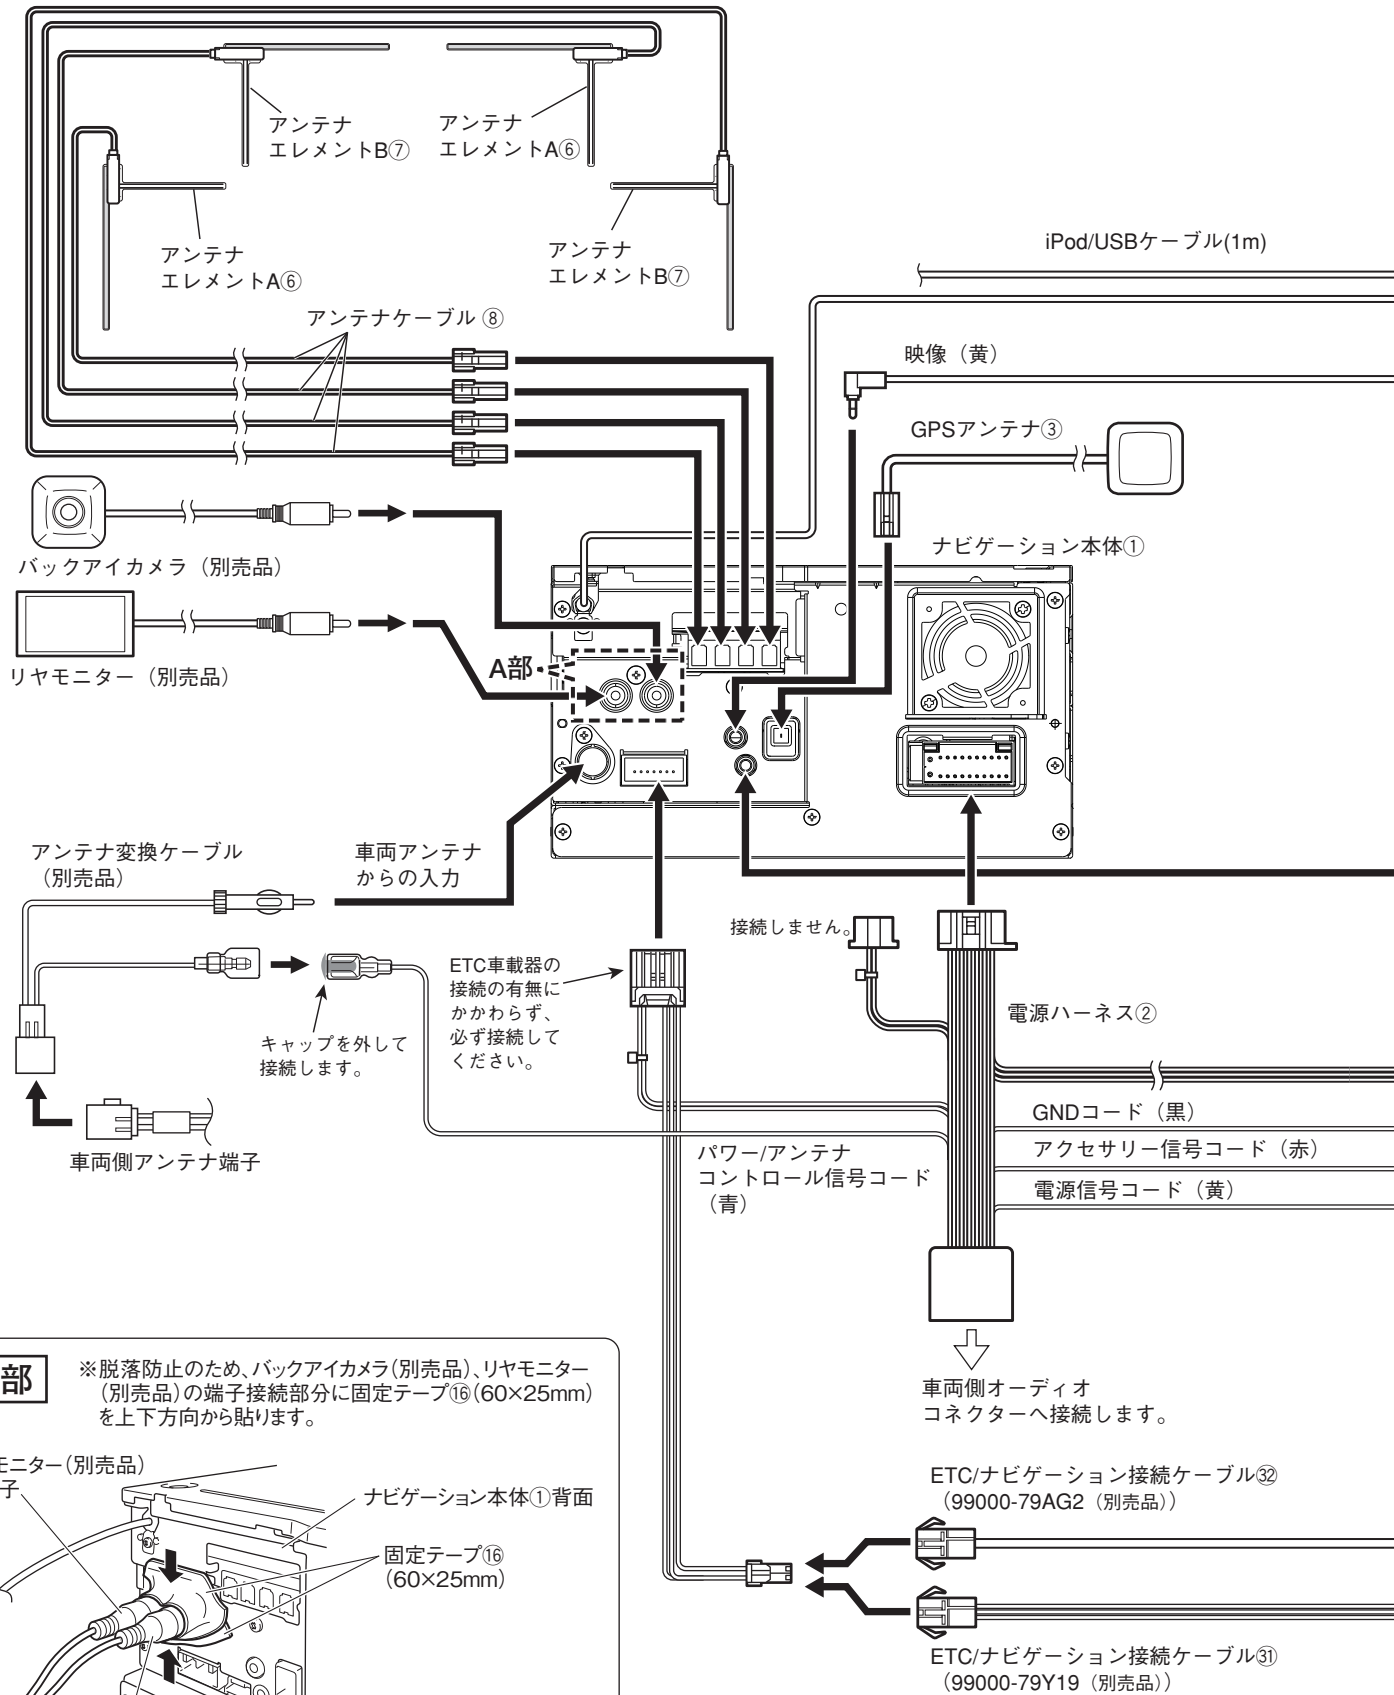 アンテナ
エレメントB⑦
アンテナ
エレメントA⑥
アンテナ
エレメントA⑥
アンテナ
エレメントB⑦
iPod/USBケーブル(1m)
アンテナケーブル ⑧
映像（黄）
GPSアンテナ③
バックアイカメラ（別売品）
ナビゲーション本体①
リヤモニター（別売品）
A部
アンテナ変換ケーブル
（別売品）
車両アンテナ
からの入力
接続しません。
ETC車載器の
接続の有無に
かかわらず、
必ず接続して
ください。
キャップを外して
接続します。
電源ハーネス②
GNDコード（黒）
アクセサリー信号コード（赤）
電源信号コード（黄）
車両側アンテナ端子
パワー/アンテナ
コントロール信号コード
（青）
車両側オーディオ
コネクターへ接続します。
部
※脱落防止のため、バックアイカメラ（別売品）、リヤモニター
（別売品）の端子接続部分に固定テープ⑯（60×25mm）
を上下方向から貼ります。
モニター（別売品）
子
ナビゲーション本体①背面
固定テープ⑯
（60×25mm）
ETC/ナビゲーション接続ケーブル㉜
（99000-79AG2（別売品））
ETC/ナビゲーション接続ケーブル㉛
（99000-79Y19（別売品））